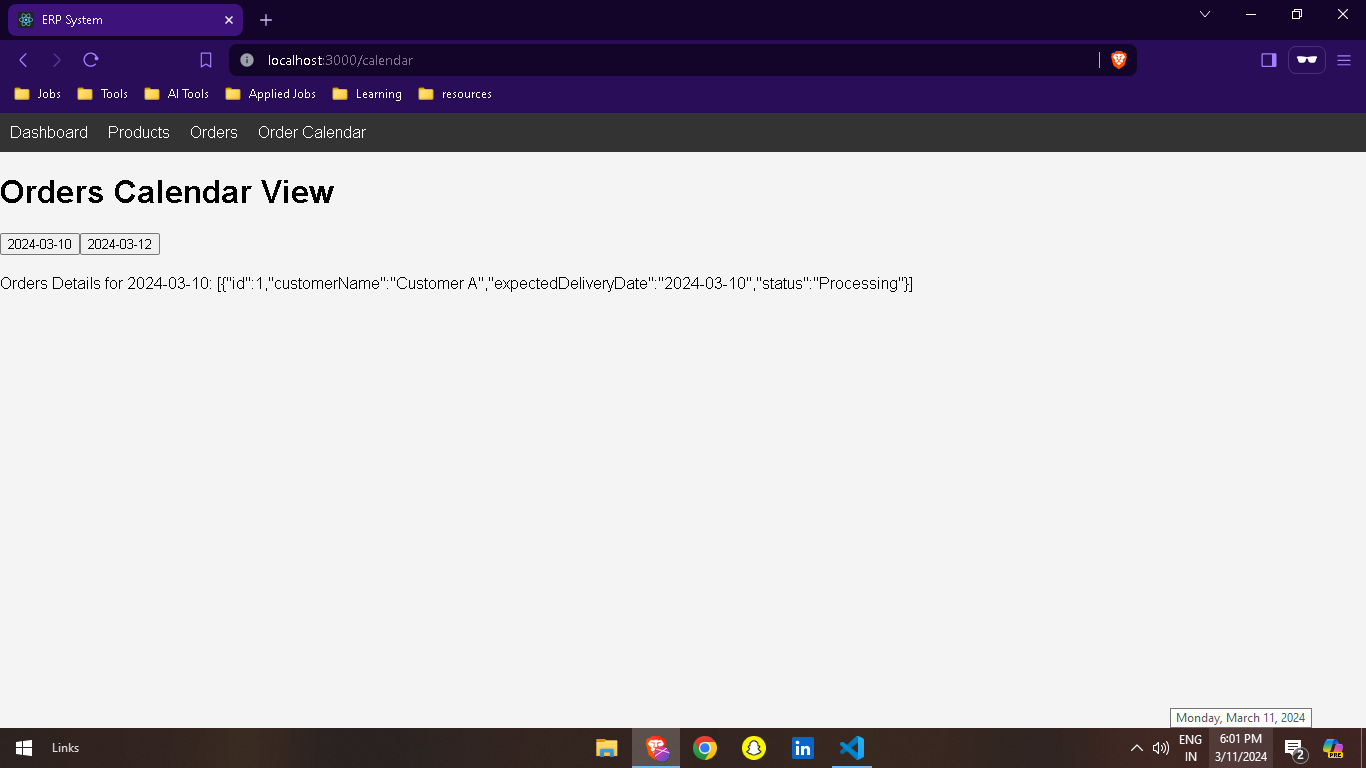 ERP System
localhost:3000/calendar
Jobs Tools AI Tools Applied Jobs Learning resources
Dashboard Products Orders Order Calendar
Orders Calendar View
2024-03-10 2024-03-12
Orders Details for 2024-03-10: [{"id":1,"customerName":"Customer A","expectedDeliveryDate":"2024-03-10","status":"Processing"}]
Monday, March 11, 2024
Links
ENG
IN
6:01 PM
3/11/2024
2
PRE